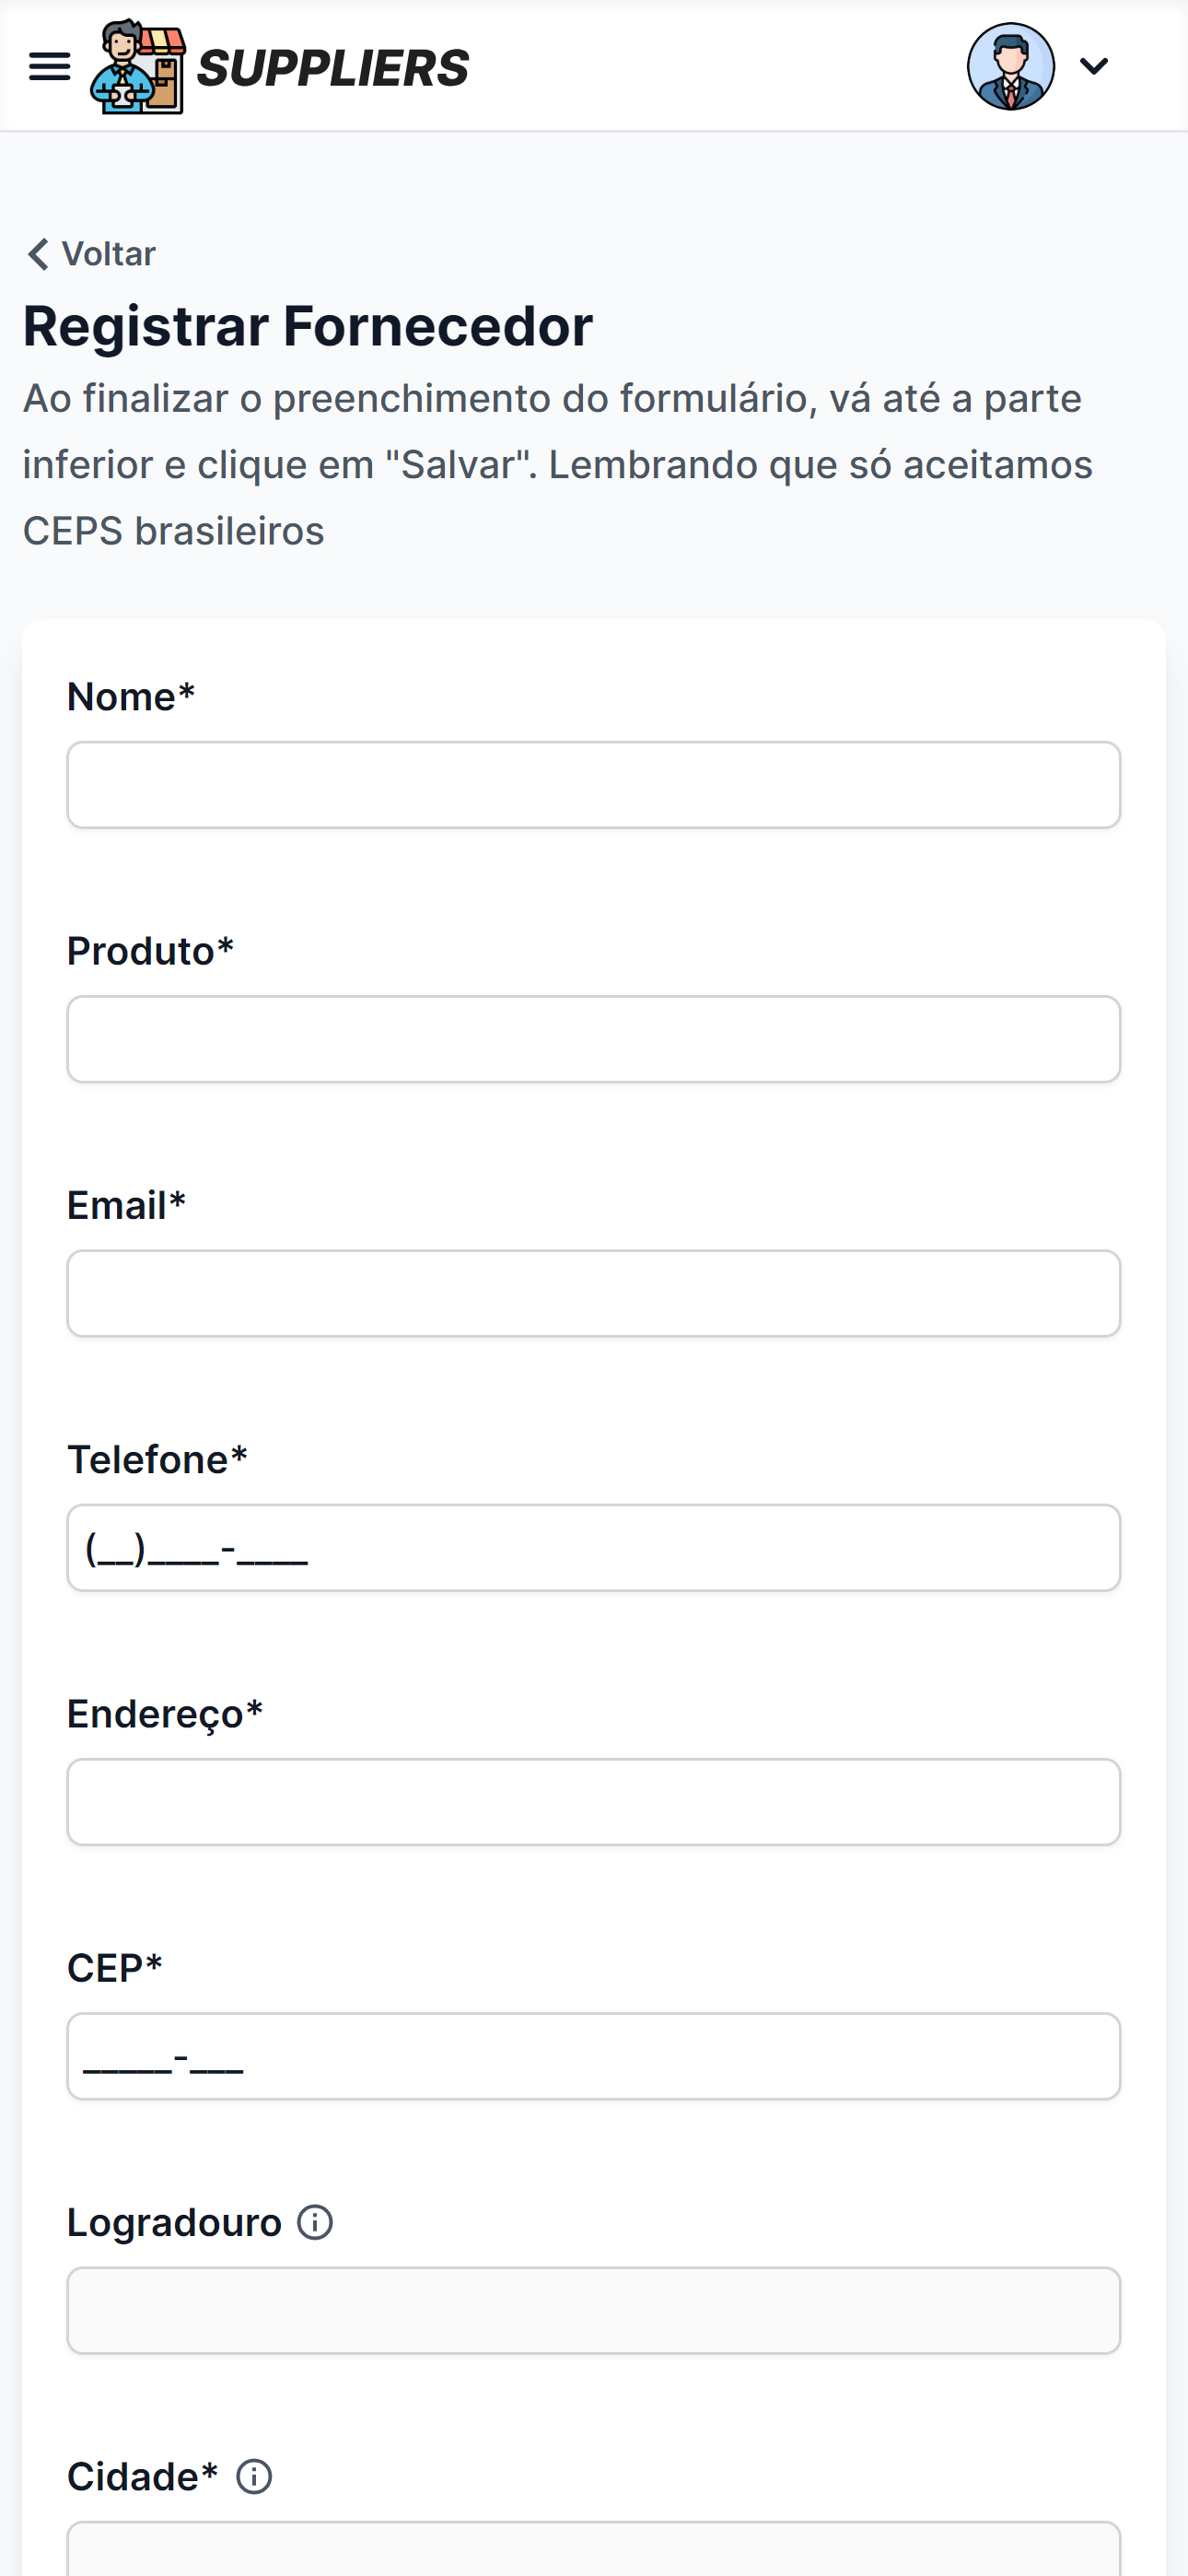 SUPPLIERS
Voltar
Registrar Fornecedor
Ao finalizar o preenchimento do formulário, vá até a parte
inferior e clique em "Salvar". Lembrando que só aceitamos
CEPS brasileiros
Nome*
Produto*
Email*
Telefone*
(__)____-____
Endereço*
CEP*
_____-___
Logradouro
Cidade*